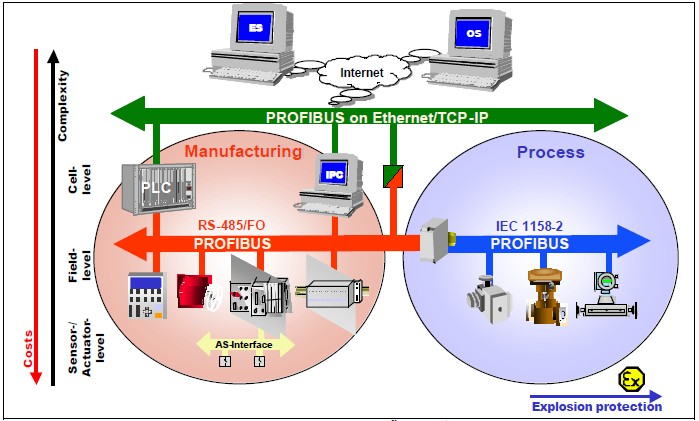 ES
OS
Internet
PROFIBUS on Ethernet/TCP-IP
Complexity
Costs
Manufacturing
Process
Cell-
level
PLC
IPC
RS-485/FO
PROFIBUS
IEC 1158-2
PROFIBUS
Field-
level
Sensor-/
Actuator-
level
AS-Interface
Ex
Explosion protection